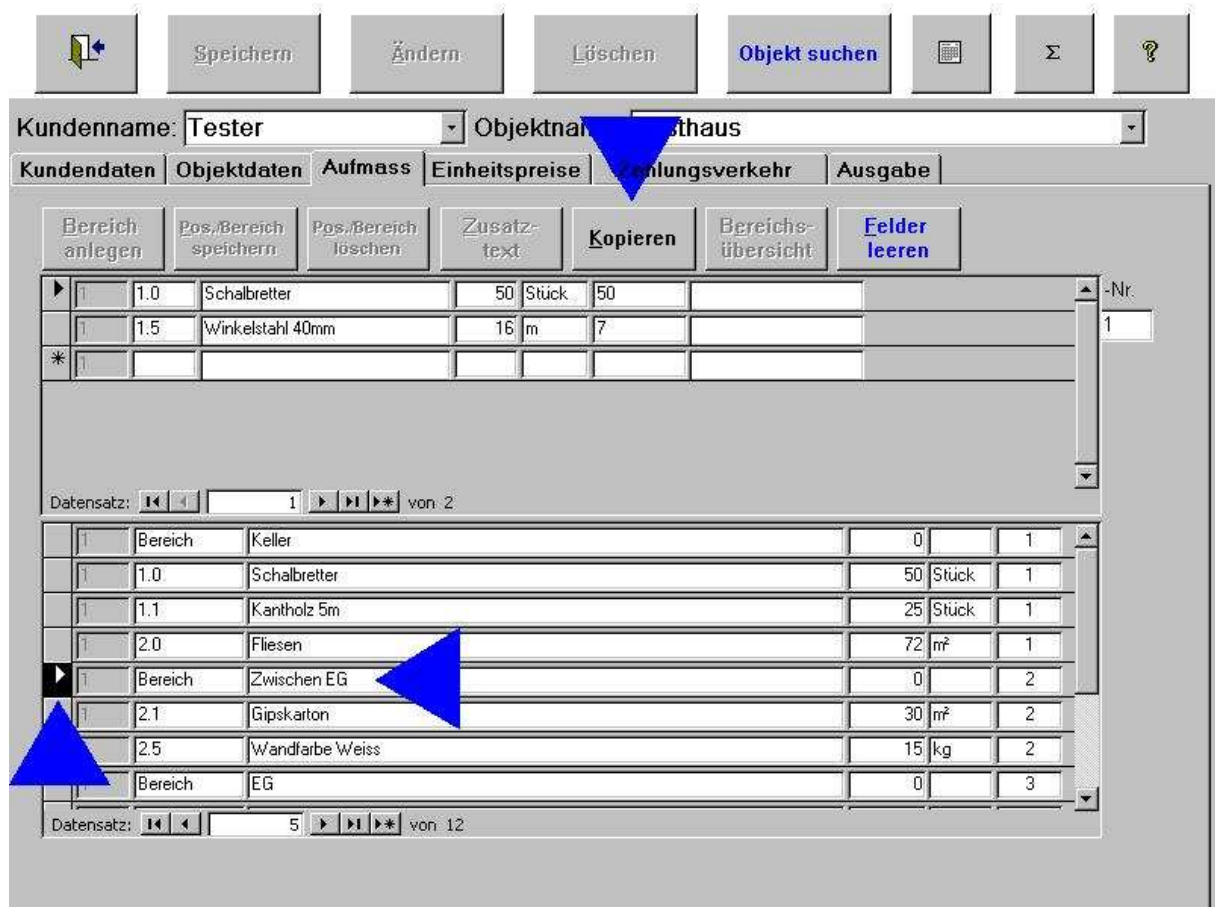 Speichern Ändern Löschen Objekt suchen Σ ?
Kundenname: Tester Objektna sthaus
Kundendaten Objektdaten Aufmass Einheitspreise Zahlungsverkehr Ausgabe
Bereich anlegen Pos./Bereich speichern Pos./Bereich löschen Zusatz-text Kopieren Bereichs-übersicht Felder leeren
1 1.0 Schalbretter 50 Stück 50 -Nr.
1 1.5 Winkelstahl 40mm 16 m 7 1
* 1
Datensatz: 1 von 2
1 Bereich Keller 0 1
1 1.0 Schalbretter 50 Stück 1
1 1.1 Kantholz 5m 25 Stück 1
1 2.0 Fliesen 72 m² 1
1 Bereich Zwischen EG 0 2
1 2.1 Gipskarton 30 m² 2
2.5 Wandfarbe Weiss 15 kg 2
1 Bereich EG 0 3
Datensatz: 5 von 12